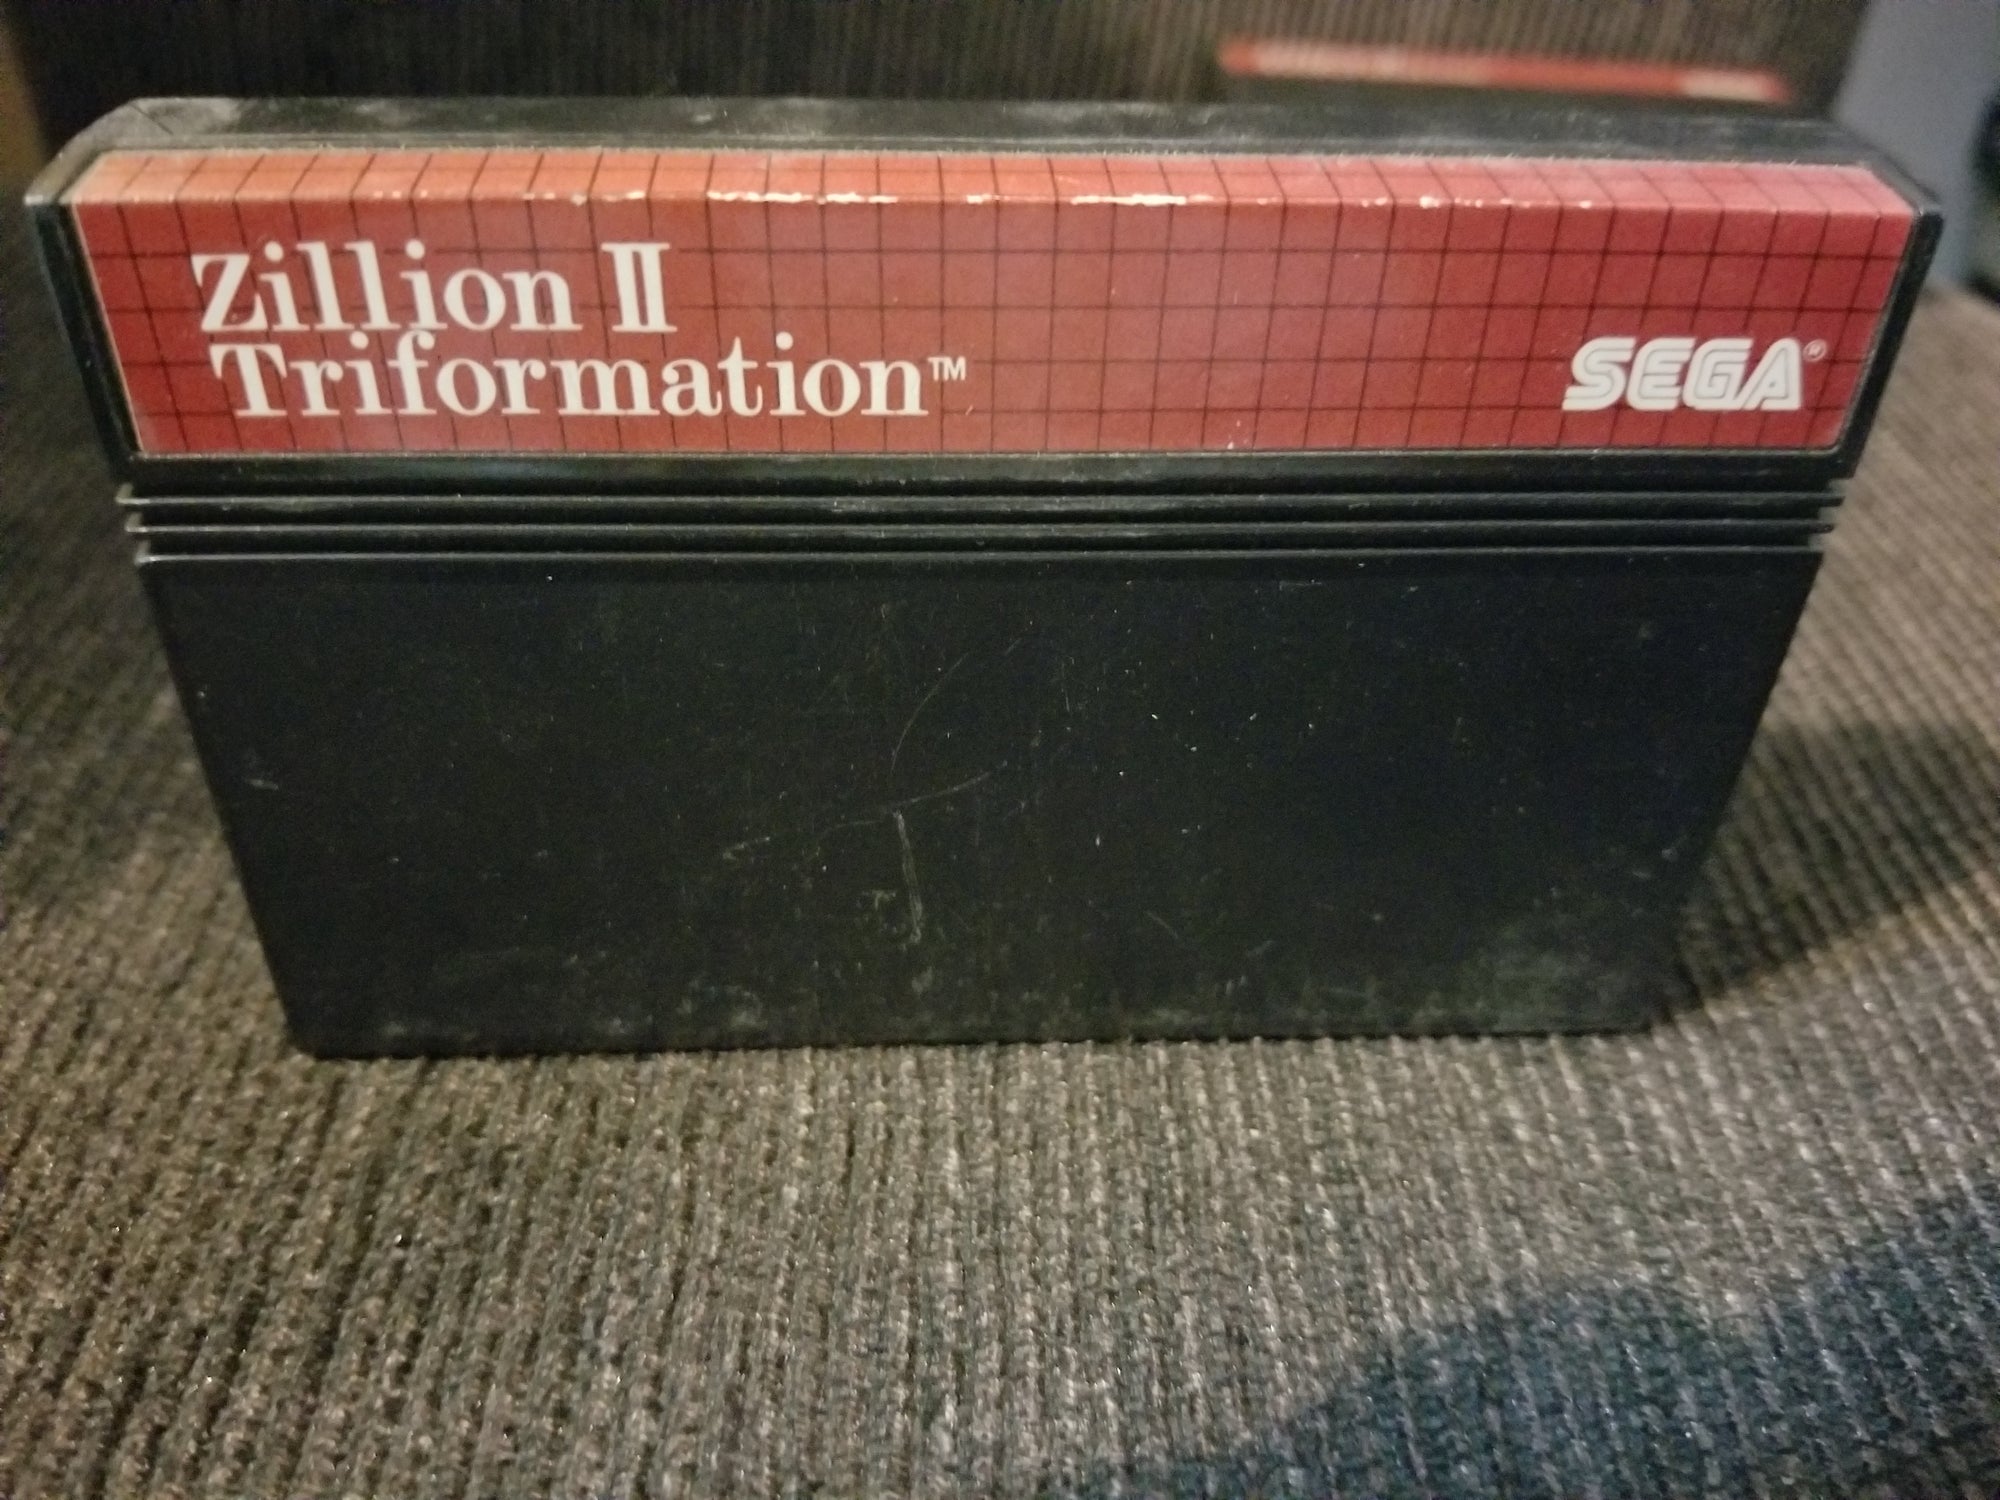 Zillion II
Triformation™
SEGA®